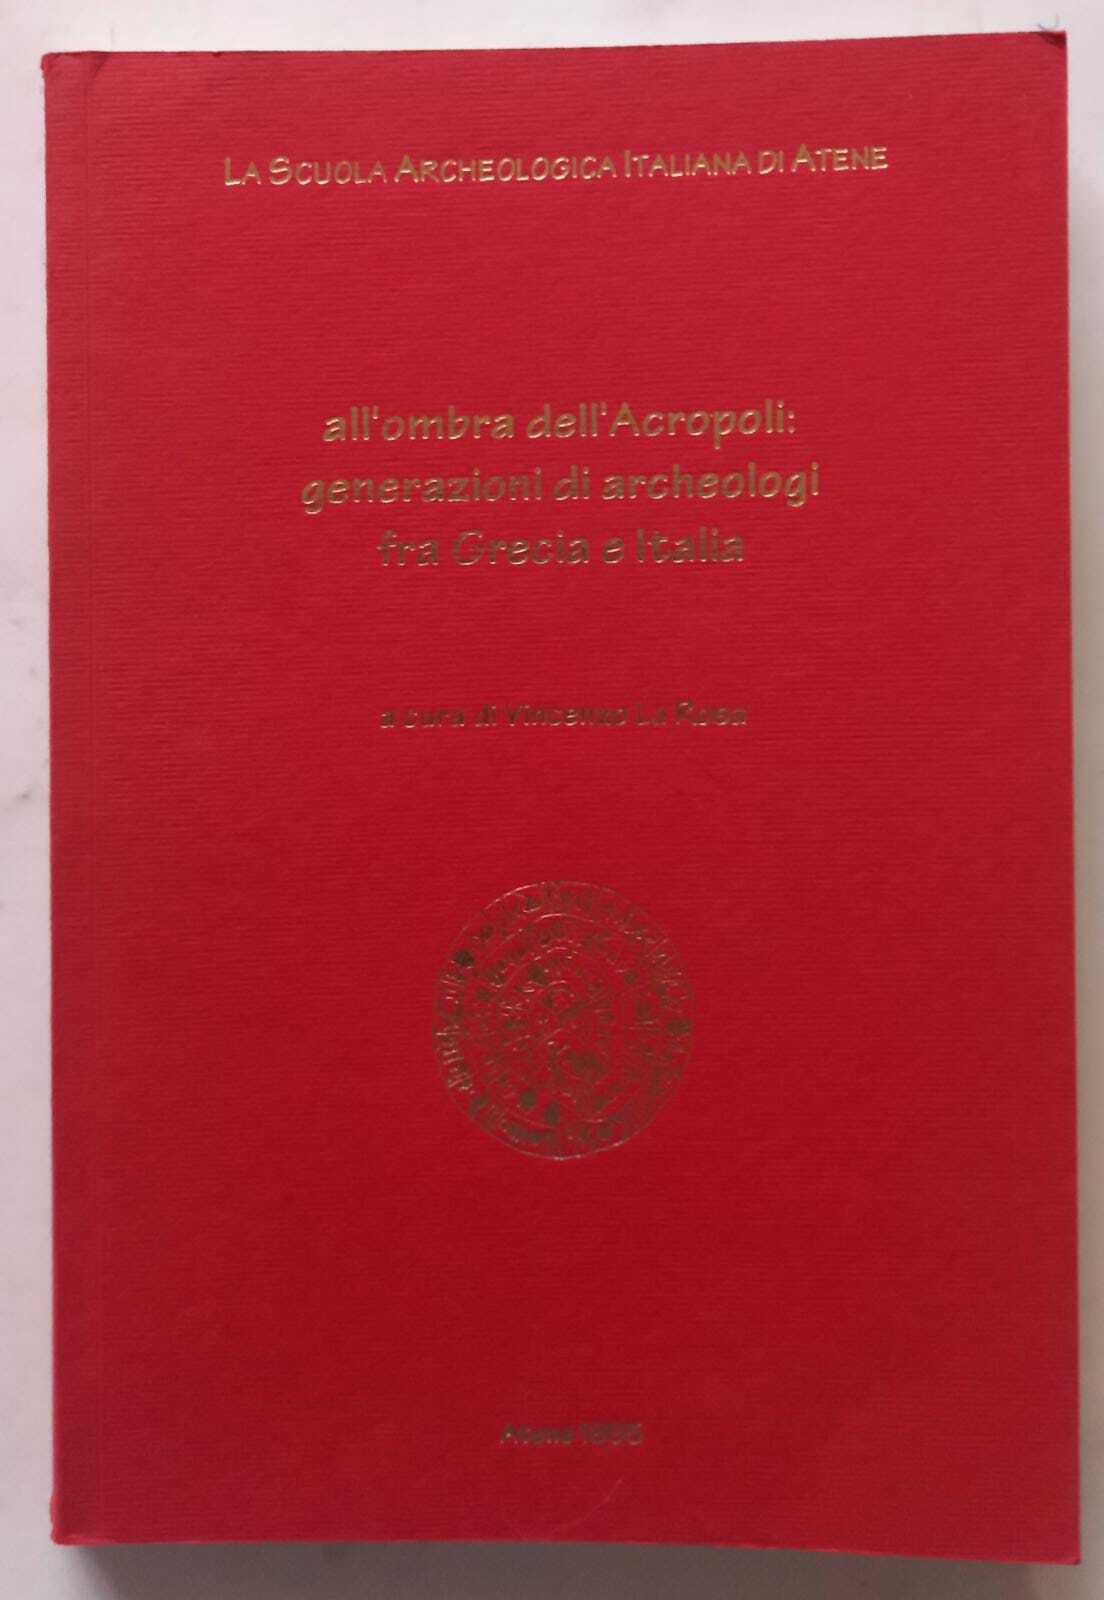 LA SCUOLA ARCHEOLOGICA ITALIANA DI ATENE
all'ombra dell'Acropoli:
generazioni di archeologi
fra Grecia e Italia
a cura di Vincenzo La Rosa
Atene 1995